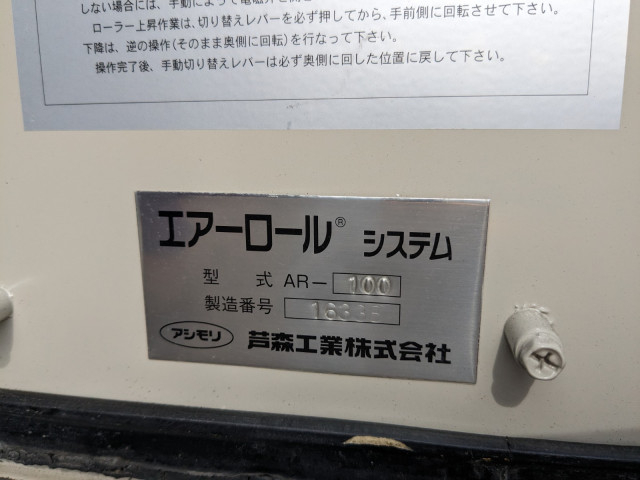 しない場合には、手動によって電磁弁を
ローラー上昇作業は、切り替えレバーを必ず押してから、手前側に回転させて下さい。
下降は、逆の操作(そのまま奥側に回転)を行なって下さい。
操作完了後、手動切り替えレバーは必ず奥側に回した位置に戻して下さい。
エアーロール® システム
型 式 AR- 100
製造番号
アシモリ 芦森工業株式会社